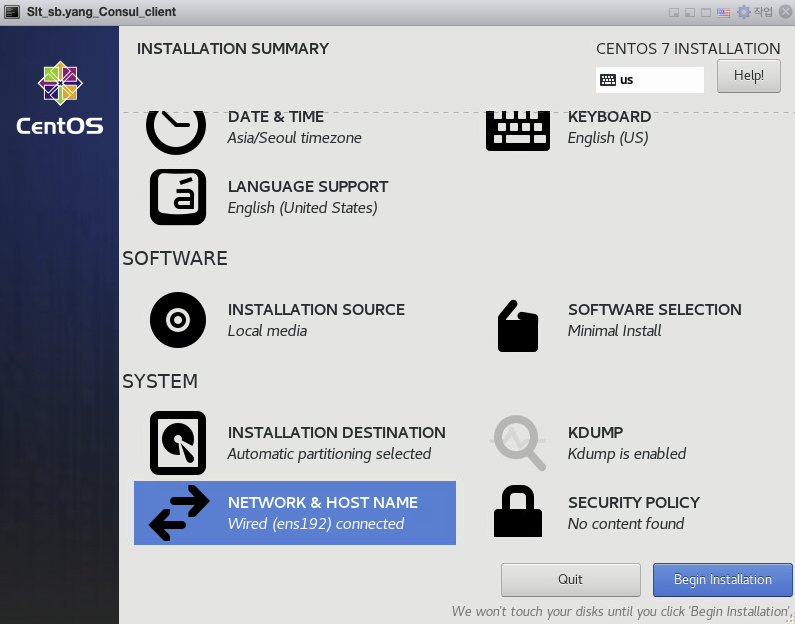 Slt_sb.yang_Consul_client
작업
INSTALLATION SUMMARY
CENTOS 7 INSTALLATION
us
Help!
CentOS
DATE & TIME
Asia/Seoul timezone
KEYBOARD
English (US)
á
LANGUAGE SUPPORT
English (United States)
SOFTWARE
INSTALLATION SOURCE
Local media
SOFTWARE SELECTION
Minimal Install
SYSTEM
INSTALLATION DESTINATION
Automatic partitioning selected
KDUMP
Kdump is enabled
NETWORK & HOST NAME
Wired (ens192) connected
SECURITY POLICY
No content found
Quit
Begin Installation
We won't touch your disks until you click 'Begin Installation'.